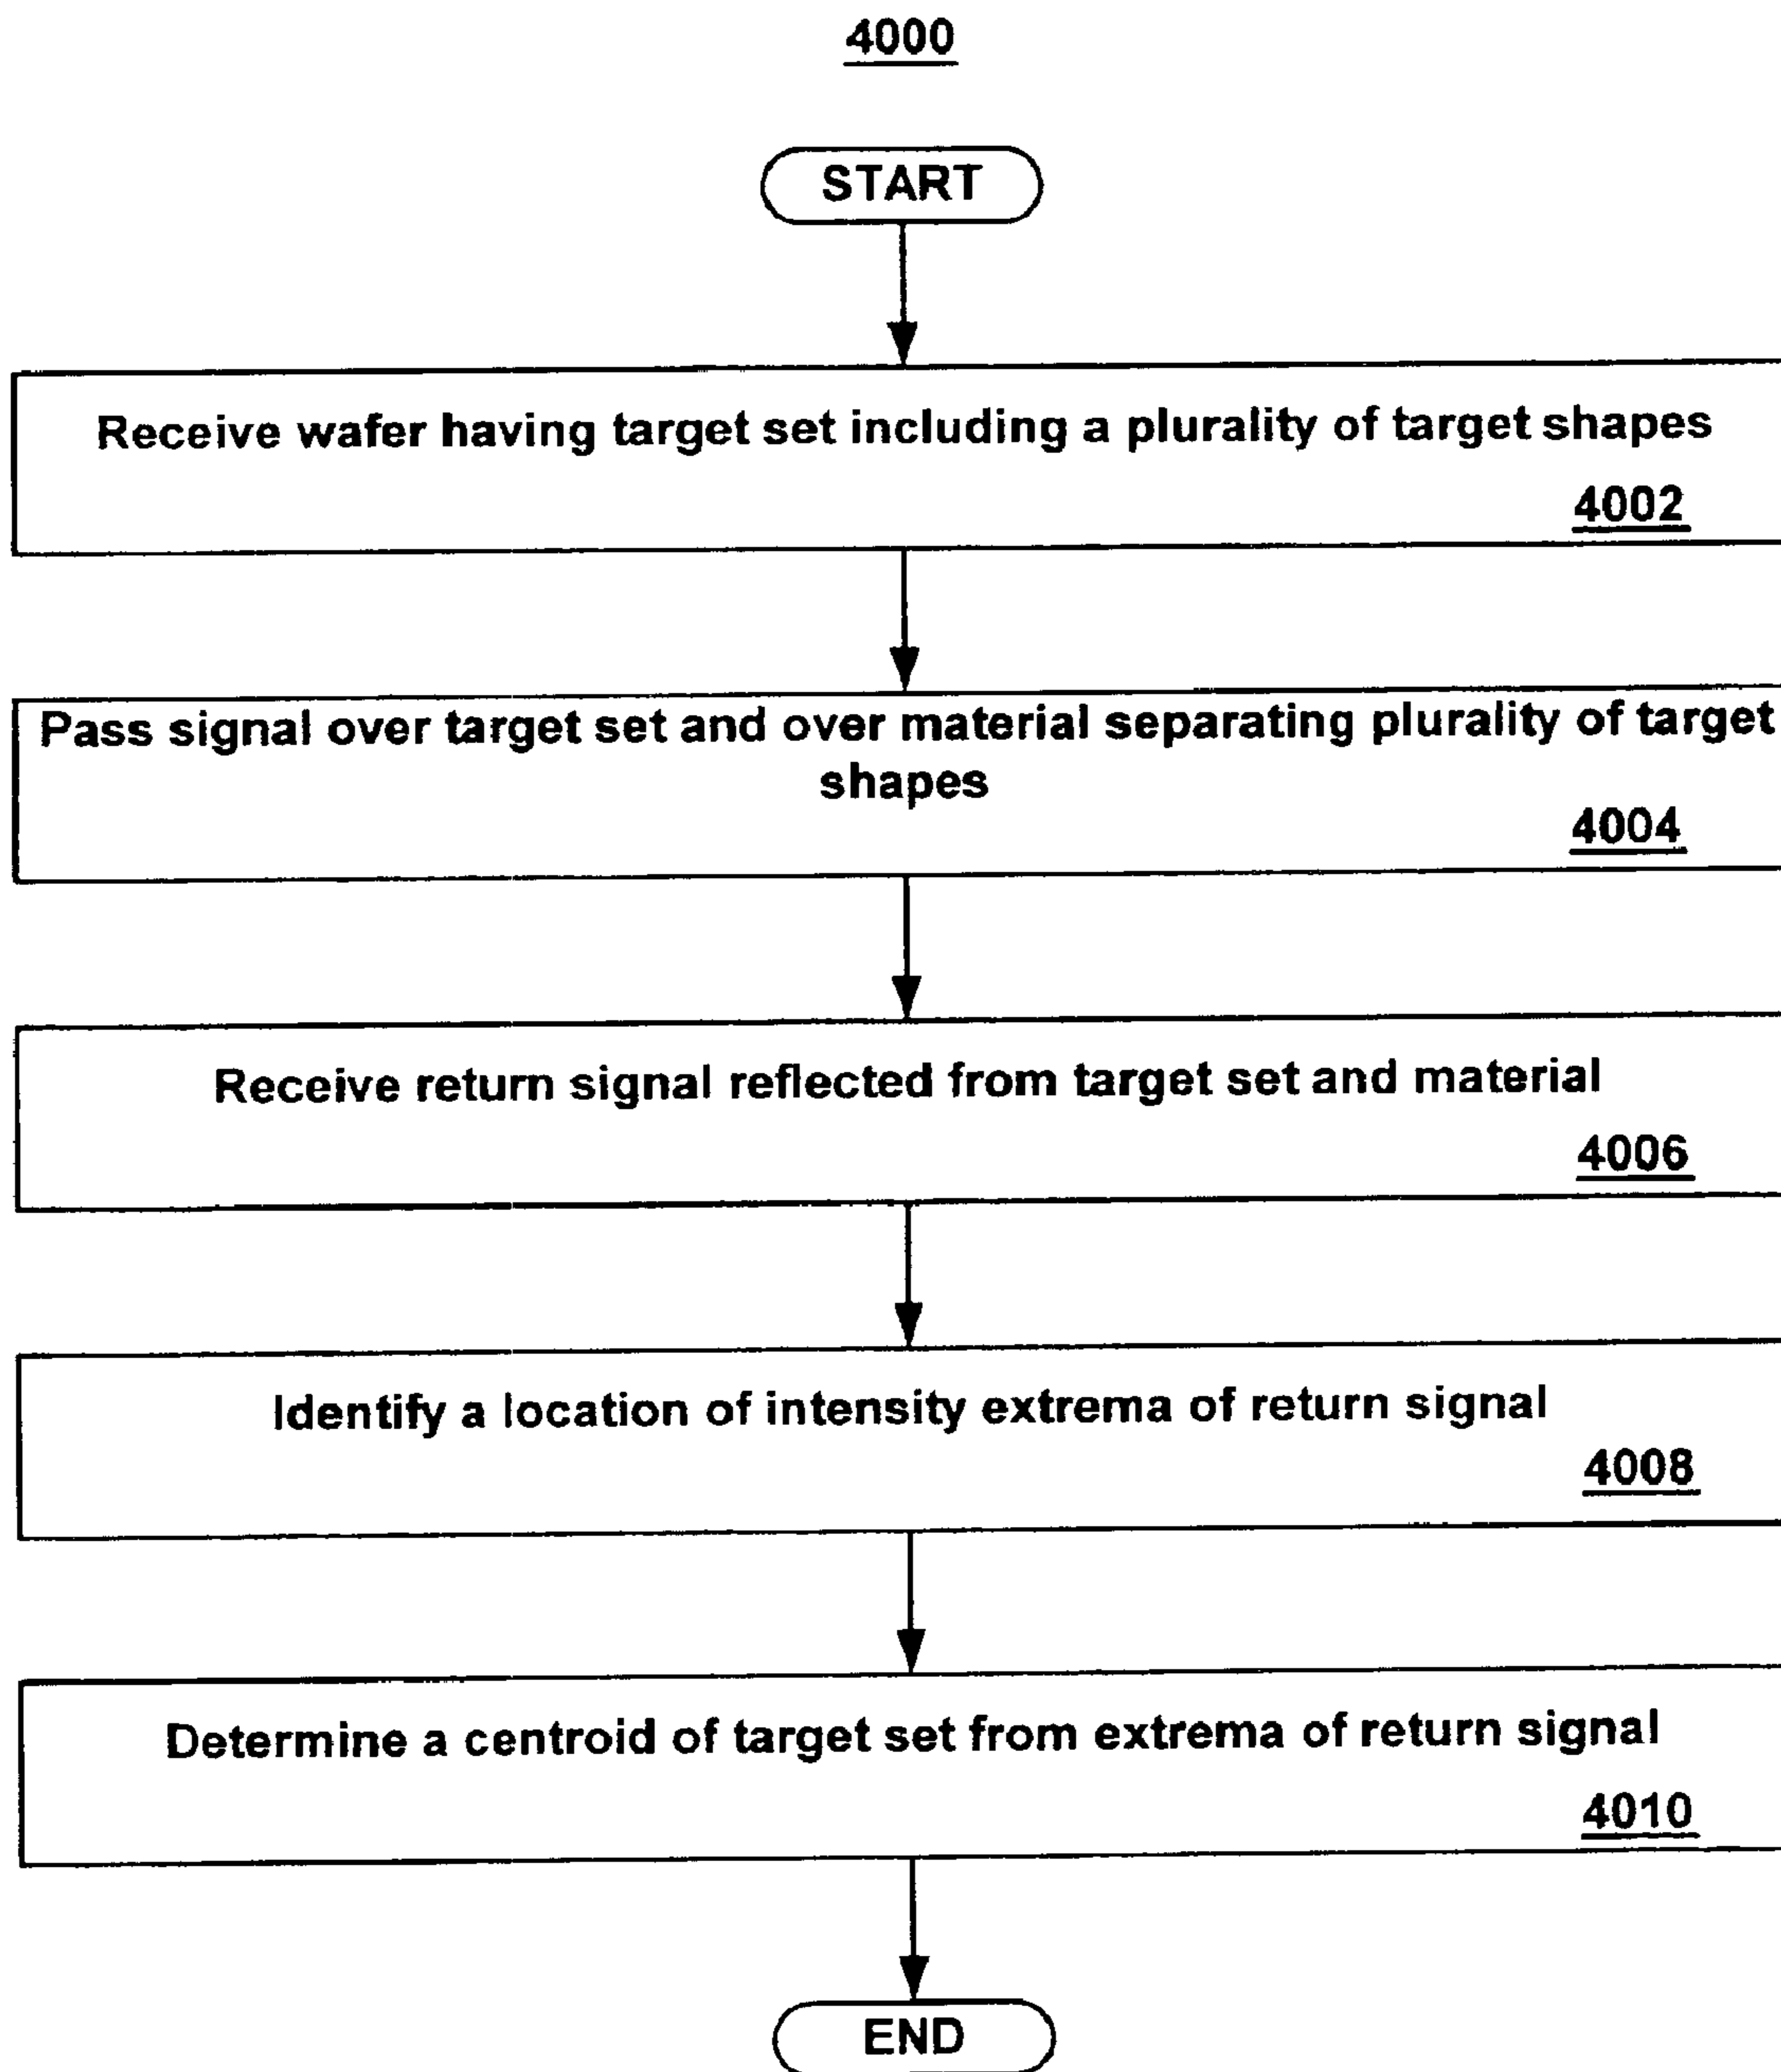 4000
START
Receive wafer having target set including a plurality of target shapes
4002
Pass signal over target set and over material separating plurality of target
shapes
4004
Receive return signal reflected from target set and material
4006
Identify a location of intensity extrema of return signal
4008
Determine a centroid of target set from extrema of return signal
4010
END